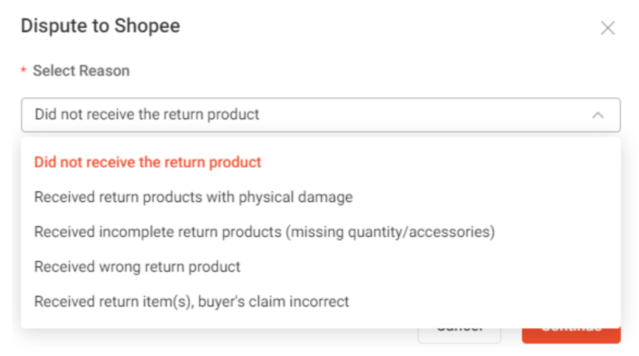 Dispute to Shopee
* Select Reason
Did not receive the return product
Did not receive the return product
Received return products with physical damage
Received incomplete return products (missing quantity/accessories)
Received wrong return product
Received return item(s), buyer's claim incorrect
Cancel
Continue